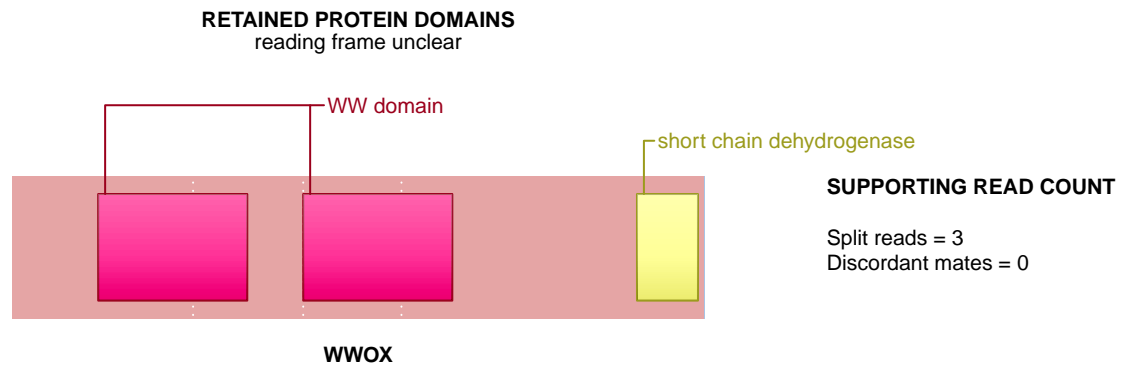 RETAINED PROTEIN DOMAINS
reading frame unclear
WW domain
short chain dehydrogenase
SUPPORTING READ COUNT
Split reads = 3
Discordant mates = 0
WWOX